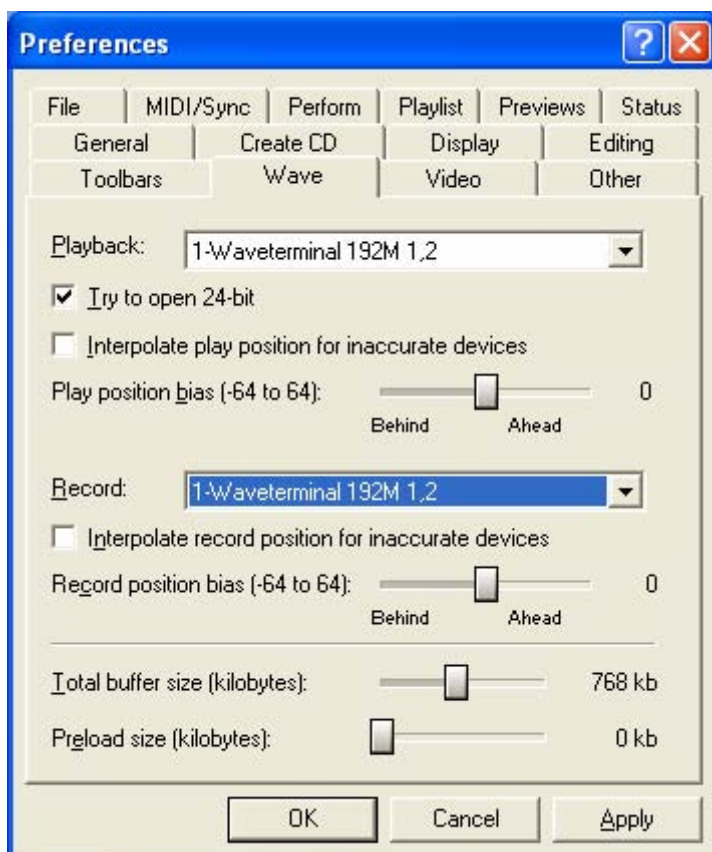 Preferences
File MIDI/Sync Perform Playlist Previews Status
General Create CD Display Editing
Toolbars Wave Video Other
Playback: 1-Waveterminal 192M 1,2
Try to open 24-bit
Interpolate play position for inaccurate devices
Play position bias (-64 to 64): 0
Behind Ahead
Record: 1-Waveterminal 192M 1,2
Interpolate record position for inaccurate devices
Record position bias (-64 to 64): 0
Behind Ahead
Total buffer size (kilobytes): 768 kb
Preload size (kilobytes): 0 kb
OK Cancel Apply